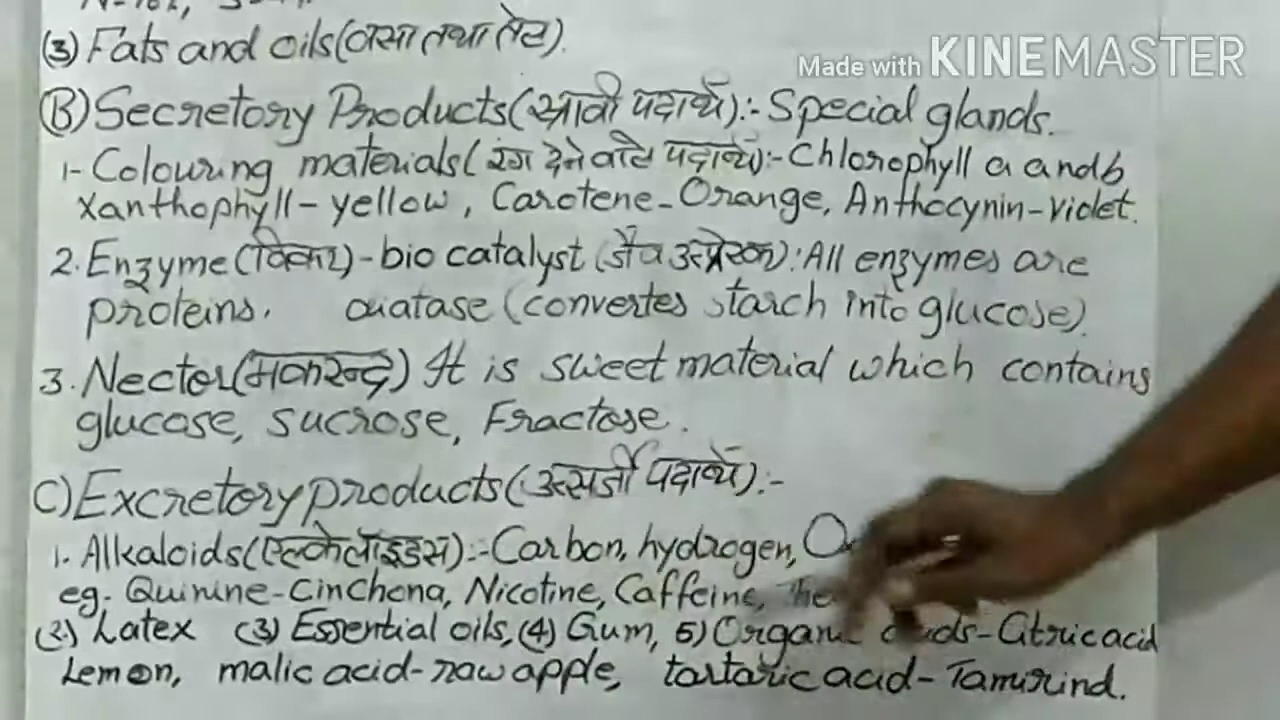 (3) Fats and oils(वसा तथा तेल).
Made with KINEMASTER
(B) Secretory Products(स्रावी पदार्थ):- Special glands.
1- Colouring materials(रंग देने वाले पदार्थ):- Chlorophyll a and b
Xanthophyll-yellow, Carotene-Orange, Anthocynin-violet.
2. Enzyme(विकर)-bio catalyst (जैव उत्प्रेरक): All enzymes are
proteins. (convertes starch into glucose)
3. Nector(मकरन्द) It is sweet material which contains
glucose, sucrose, Fractose.
C) Excretory products(उत्सर्जी पदार्थ):-
1. Alkaloids(एल्केलॉइडस):-Carbon, hydrogen,
eg. Quinine-Cinchona, Nicotine, Caffeine,
(2) Latex (3) Essential oils, (4) Gum, 5) Organic acids-Citric acid
Lemon, malic acid-raw apple, tartaric acid-Tamirind.